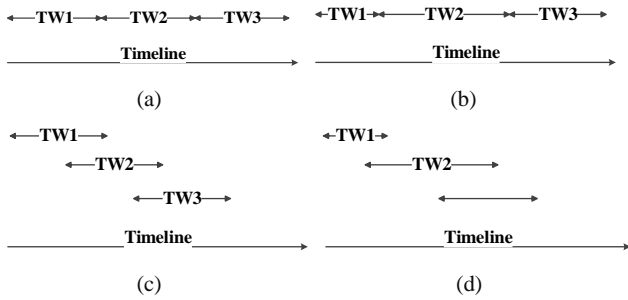 TW1 TW2 TW3
Timeline
(a)
TW1 TW2 TW3
Timeline
(b)
TW1
TW2
TW3
Timeline
(c)
TW1
TW2
Timeline
(d)